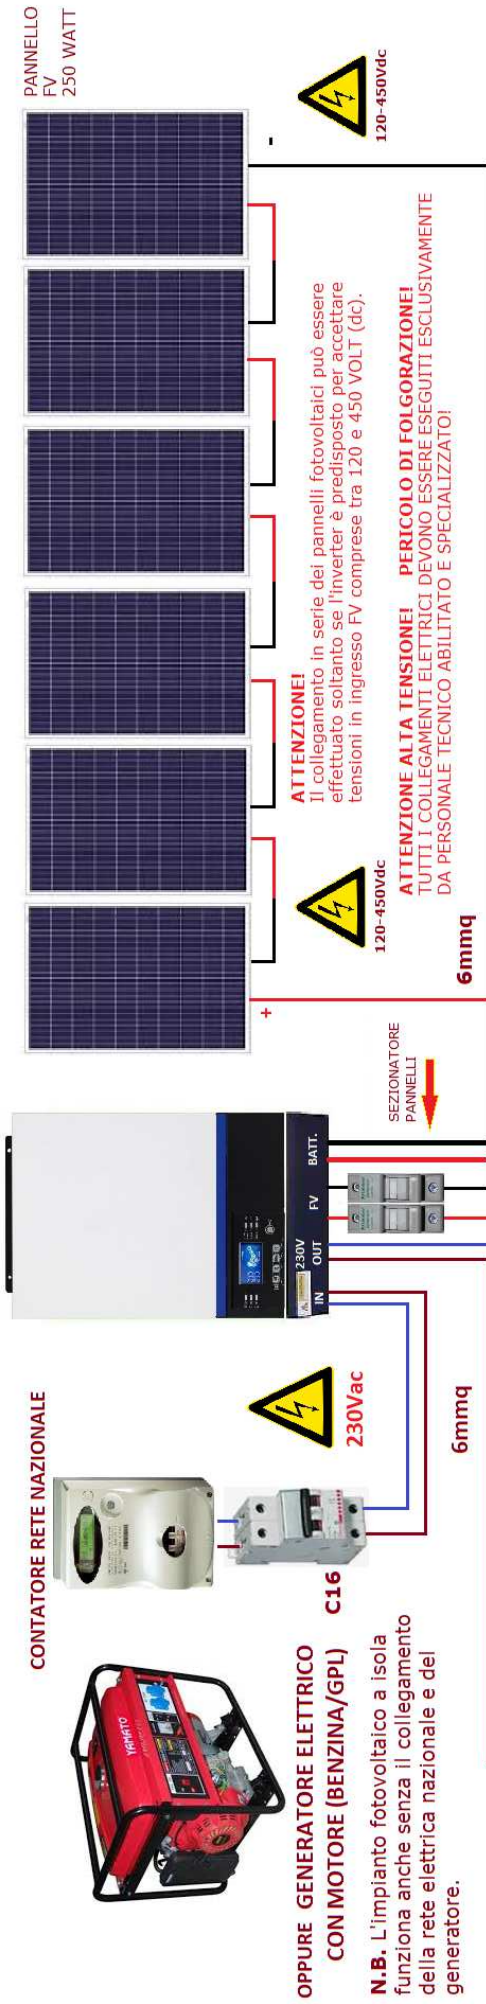 CONTATORE RETE NAZIONALE
PANNELLO
FV
250 WATT
YAMATO
C16
230Vac
IN
230V
OUT
FV
BATT.
SEZIONATORE
PANNELLI
+
-
120-450Vdc
120-450Vdc
ATTENZIONE!
Il collegamento in serie dei pannelli fotovoltaici può essere
effettuato soltanto se l'inverter è predisposto per accettare
tensioni in ingresso FV comprese tra 120 e 450 VOLT (dc).
ATTENZIONE ALTA TENSIONE! PERICOLO DI FOLGORAZIONE!
TUTTI I COLLEGAMENTI ELETTRICI DEVONO ESSERE ESEGUITI ESCLUSIVAMENTE
DA PERSONALE TECNICO ABILITATO E SPECIALIZZATO!
OPPURE GENERATORE ELETTRICO
CON MOTORE (BENZINA/GPL)
N.B. L'impianto fotovoltaico a isola
funziona anche senza il collegamento
della rete elettrica nazionale e del
generatore.
6mmq
6mmq